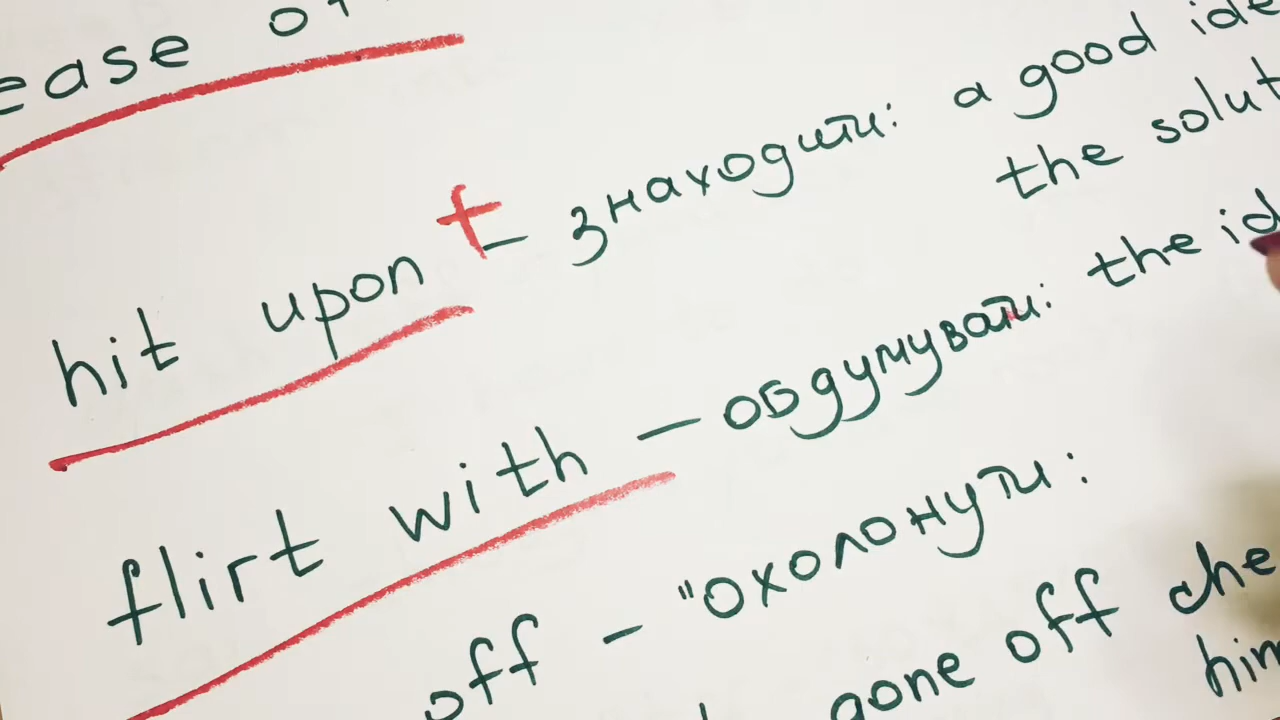 ease
hit upon t – знаходити: a good ide
the solut
flirt with – обдумувати: the id
off – "охолонути:
gone off che
him